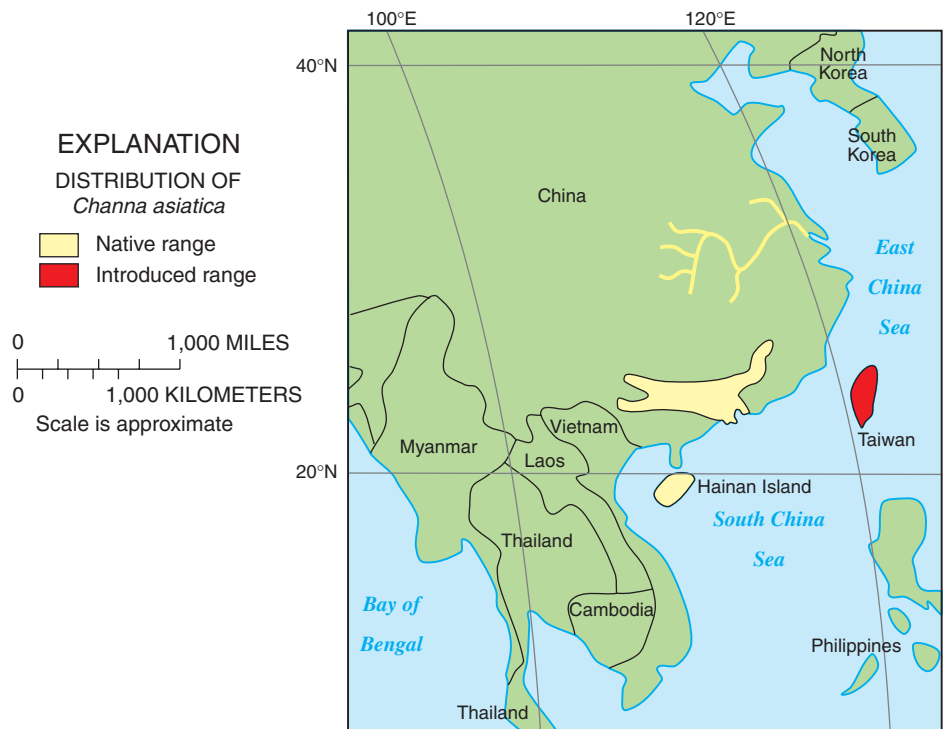 100°E
120°E
40°N
North
Korea
South
Korea
EXPLANATION
DISTRIBUTION OF
Channa asiatica
Native range
Introduced range
0
1,000 MILES
0
1,000 KILOMETERS
Scale is approximate
China
East
China
Sea
Myanmar
Vietnam
Laos
Taiwan
20°N
Hainan Island
South China
Sea
Thailand
Cambodia
Bay of
Bengal
Philippines
Thailand